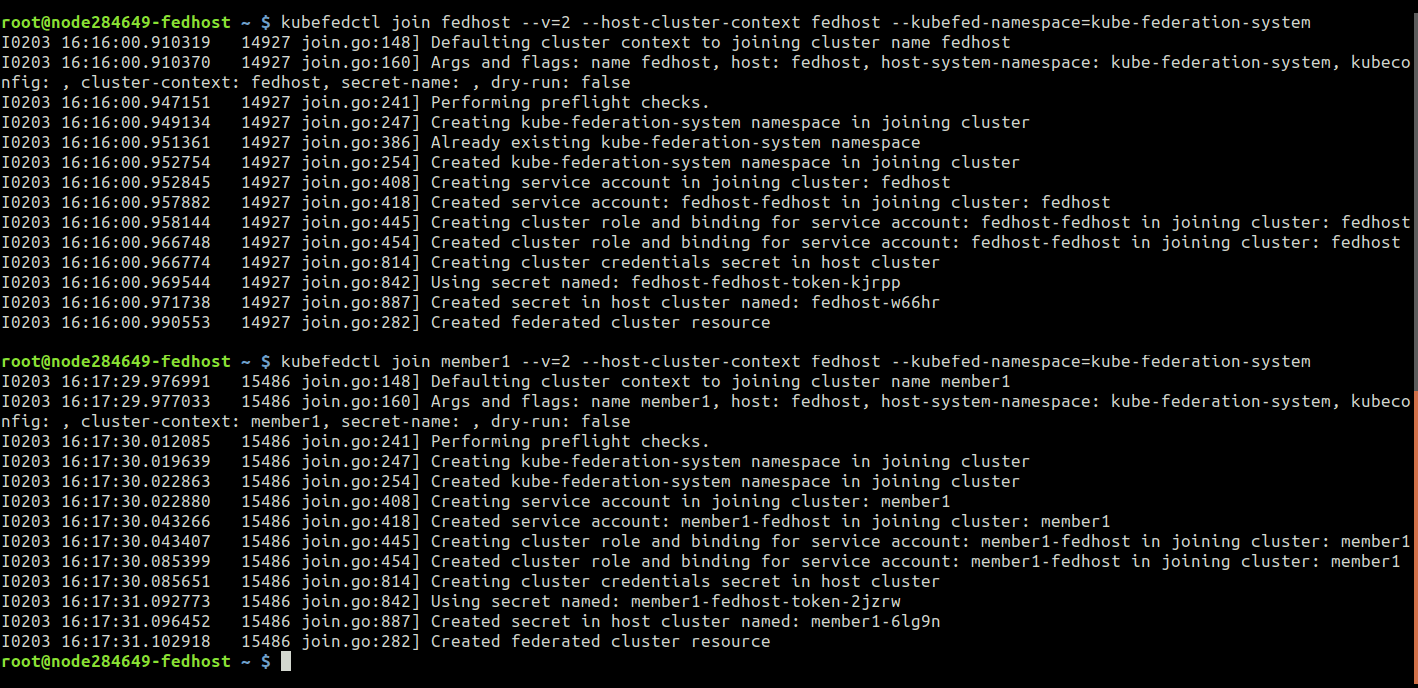 root@node284649-fedhost ~ $ kubefedctl join fedhost --v=2 --host-cluster-context fedhost --kubefed-namespace=kube-federation-system
I0203 16:16:00.910319   14927 join.go:148] Defaulting cluster context to joining cluster name fedhost
I0203 16:16:00.910370   14927 join.go:160] Args and flags: name fedhost, host: fedhost, host-system-namespace: kube-federation-system, kubeco
nfig: , cluster-context: fedhost, secret-name: , dry-run: false
I0203 16:16:00.947151   14927 join.go:241] Performing preflight checks.
I0203 16:16:00.949134   14927 join.go:247] Creating kube-federation-system namespace in joining cluster
I0203 16:16:00.951361   14927 join.go:386] Already existing kube-federation-system namespace
I0203 16:16:00.952754   14927 join.go:254] Created kube-federation-system namespace in joining cluster
I0203 16:16:00.952845   14927 join.go:408] Creating service account in joining cluster: fedhost
I0203 16:16:00.957882   14927 join.go:418] Created service account: fedhost-fedhost in joining cluster: fedhost
I0203 16:16:00.958144   14927 join.go:445] Creating cluster role and binding for service account: fedhost-fedhost in joining cluster: fedhost
I0203 16:16:00.966748   14927 join.go:454] Created cluster role and binding for service account: fedhost-fedhost in joining cluster: fedhost
I0203 16:16:00.966774   14927 join.go:814] Creating cluster credentials secret in host cluster
I0203 16:16:00.969544   14927 join.go:842] Using secret named: fedhost-fedhost-token-kjrpp
I0203 16:16:00.971738   14927 join.go:887] Created secret in host cluster named: fedhost-w66hr
I0203 16:16:00.990553   14927 join.go:282] Created federated cluster resource
root@node284649-fedhost ~ $ kubefedctl join member1 --v=2 --host-cluster-context fedhost --kubefed-namespace=kube-federation-system
I0203 16:17:29.976991   15486 join.go:148] Defaulting cluster context to joining cluster name member1
I0203 16:17:29.977033   15486 join.go:160] Args and flags: name member1, host: fedhost, host-system-namespace: kube-federation-system, kubeco
nfig: , cluster-context: member1, secret-name: , dry-run: false
I0203 16:17:30.012085   15486 join.go:241] Performing preflight checks.
I0203 16:17:30.019639   15486 join.go:247] Creating kube-federation-system namespace in joining cluster
I0203 16:17:30.022863   15486 join.go:254] Created kube-federation-system namespace in joining cluster
I0203 16:17:30.022880   15486 join.go:408] Creating service account in joining cluster: member1
I0203 16:17:30.043266   15486 join.go:418] Created service account: member1-fedhost in joining cluster: member1
I0203 16:17:30.043407   15486 join.go:445] Creating cluster role and binding for service account: member1-fedhost in joining cluster: member1
I0203 16:17:30.085399   15486 join.go:454] Created cluster role and binding for service account: member1-fedhost in joining cluster: member1
I0203 16:17:30.085651   15486 join.go:814] Creating cluster credentials secret in host cluster
I0203 16:17:31.092773   15486 join.go:842] Using secret named: member1-fedhost-token-2jzrw
I0203 16:17:31.096452   15486 join.go:887] Created secret in host cluster named: member1-6lg9n
I0203 16:17:31.102918   15486 join.go:282] Created federated cluster resource
root@node284649-fedhost ~ $